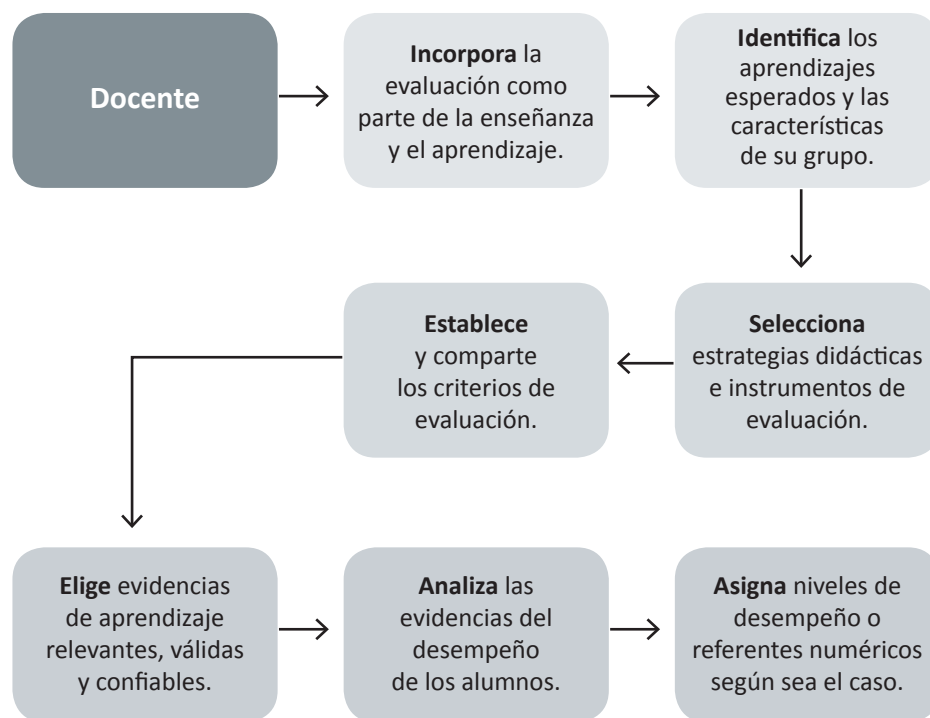 Docente
Incorpora la
evaluación como
parte de la enseñanza
y el aprendizaje.
Identifica los
aprendizajes
esperados y las
características
de su grupo.
Selecciona
estrategias didácticas
e instrumentos de
evaluación.
Establece
y comparte
los criterios de
evaluación.
Elige evidencias
de aprendizaje
relevantes, válidas
y confiables.
Analiza las
evidencias del
desempeño
de los alumnos.
Asigna niveles de
desempeño o
referentes numéricos
según sea el caso.